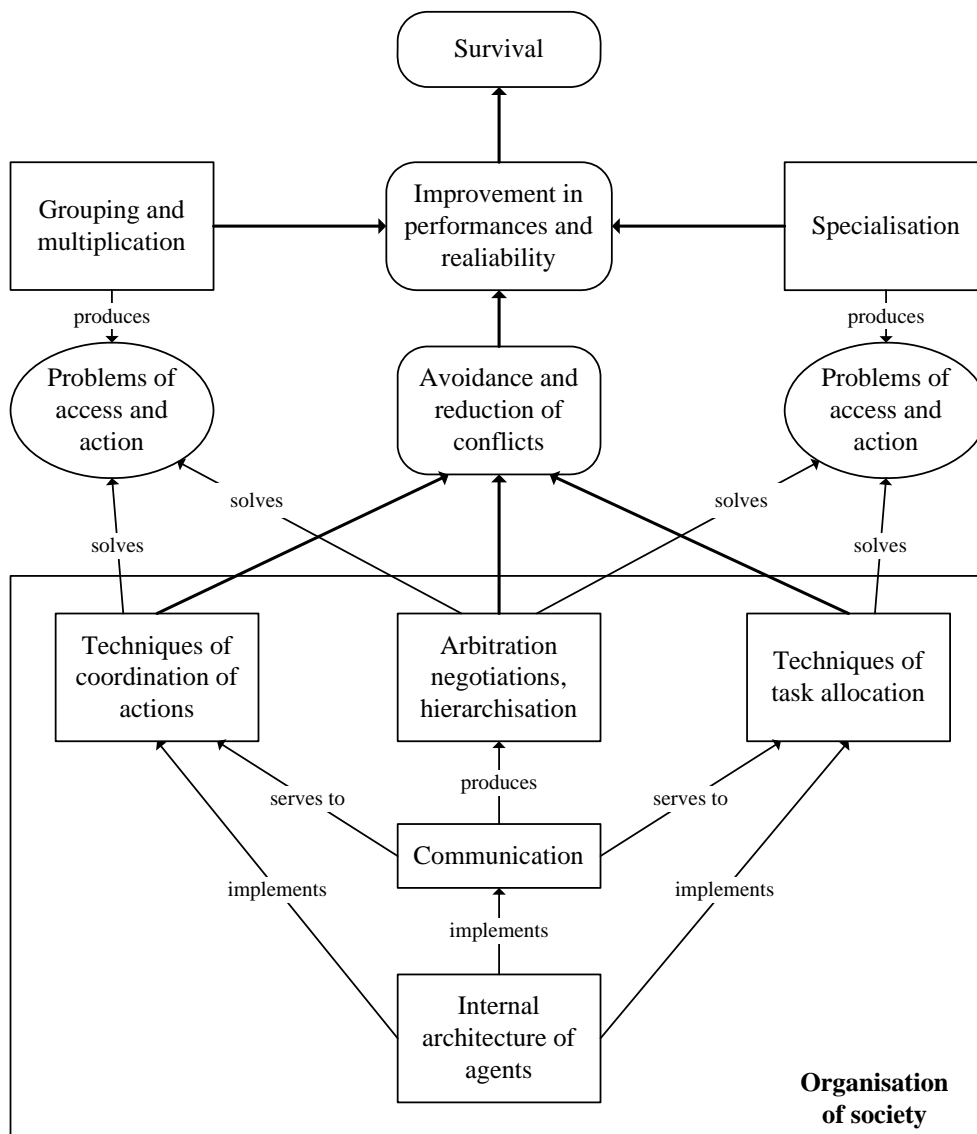 Survival
Grouping and
multiplication
Improvement in
performances and
realiability
Specialisation
produces
produces
Problems of
access and
action
Avoidance and
reduction of
conflicts
Problems of
access and
action
solves
solves
solves
solves
Techniques of
coordination of
actions
Arbitration
negotiations,
hierarchisation
Techniques of
task allocation
produces
serves to
serves to
Communication
implements
implements
implements
Internal
architecture of
agents
Organisation
of society